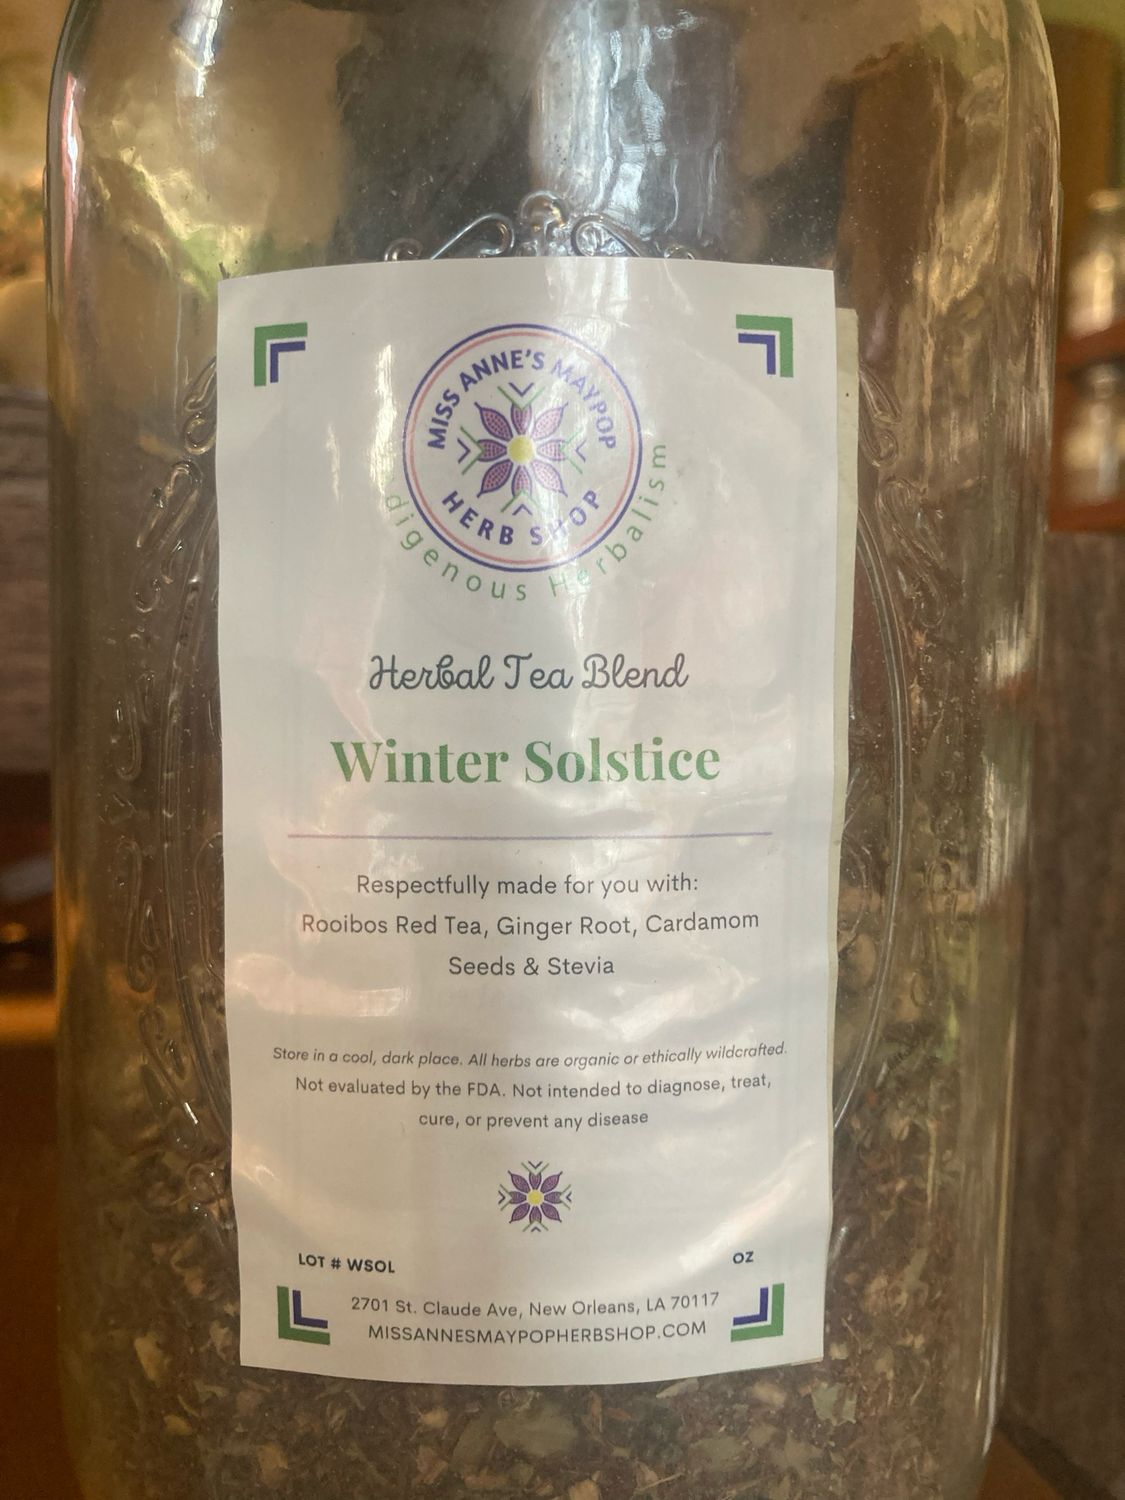 MISS ANNE'S MAYPOP
HERB SHOP
digenous Herbalism
Herbal Tea Blend
Winter Solstice
Respectfully made for you with:
Rooibos Red Tea, Ginger Root, Cardamom
Seeds & Stevia
Store in a cool, dark place. All herbs are organic or ethically wildcrafted.
Not evaluated by the FDA. Not intended to diagnose, treat,
cure, or prevent any disease
LOT # WSOL OZ
2701 St. Claude Ave, New Orleans, LA 70117
MISSANNESMAYPOPHERBSHOP.COM